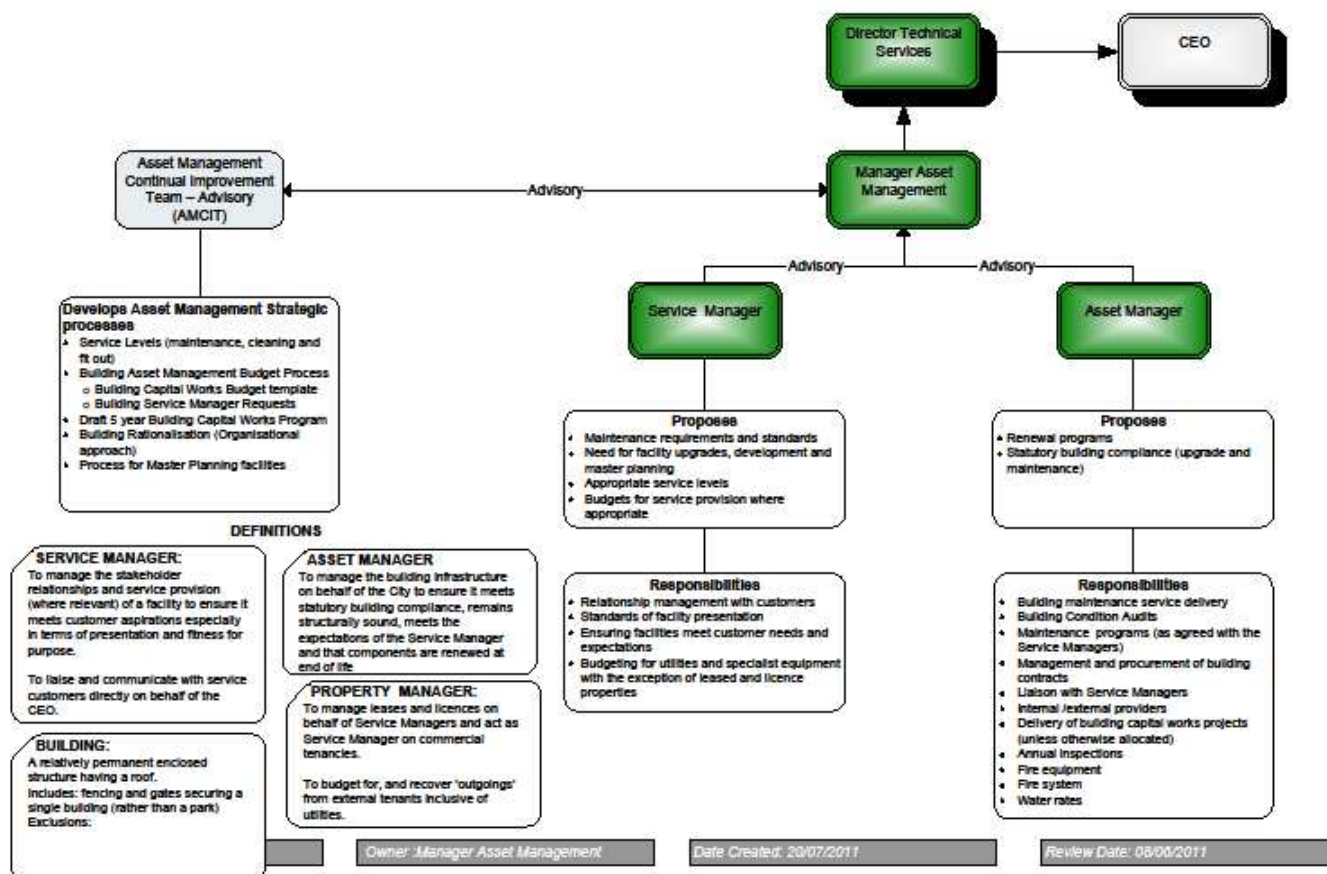 Director Technical
Services
CEO
Asset Management
Continual Improvement
Team – Advisory
(AMCIT)
Advisory
Manager Asset
Management
Advisory
Advisory
Service Manager
Asset Manager
Develops Asset Management Strategic
processes
Service Levels (maintenance, cleaning and
fit out)
Building Asset Management Budget Process
Building Capital Works Budget template
Building Service Manager Requests
Draft 5 year Building Capital Works Program
Building Rationalisation (Organisational
approach)
Process for Master Planning facilities
Proposes
Maintenance requirements and standards
Need for facility upgrades, development and
master planning
Appropriate service levels
Budgets for service provision where
appropriate
Proposes
Renewal programs
Statutory building compliance (upgrade and
maintenance)
DEFINITIONS
SERVICE MANAGER:
To manage the stakeholder
relationships and service provision
(where relevant) of a facility to ensure it
meets customer aspirations especially
in terms of presentation and fitness for
purpose.
To liaise and communicate with service
customers directly on behalf of the
CEO.
ASSET MANAGER
To manage the building infrastructure
on behalf of the City to ensure it meets
statutory building compliance, remains
structurally sound, meets the
expectations of the Service Manager
and that components are renewed at
end of life
BUILDING:
A relatively permanent enclosed
structure having a roof.
Includes: fencing and gates securing a
single building (rather than a park)
Exclusions:
PROPERTY MANAGER:
To manage leases and licences on
behalf of Service Managers and act as
Service Manager on commercial
tenancies.
To budget for, and recover 'outgoings'
from external tenants inclusive of
utilities.
Responsibilities
Relationship management with customers
Standards of facility presentation
Ensuring facilities meet customer needs and
expectations
Budgeting for utilities and specialist equipment
with the exception of leased and licence
properties
Responsibilities
Building maintenance service delivery
Building Condition Audits
Maintenance programs (as agreed with the
Service Managers)
Management and procurement of building
contracts
Liaison with Service Managers
Internal /external providers
Delivery of building capital works projects
(unless otherwise allocated)
Annual Inspections
Fire equipment
Fire system
Water rates
Owner :Manager Asset Management
Date Created: 20/07/2011
Review Date: 08/06/2011